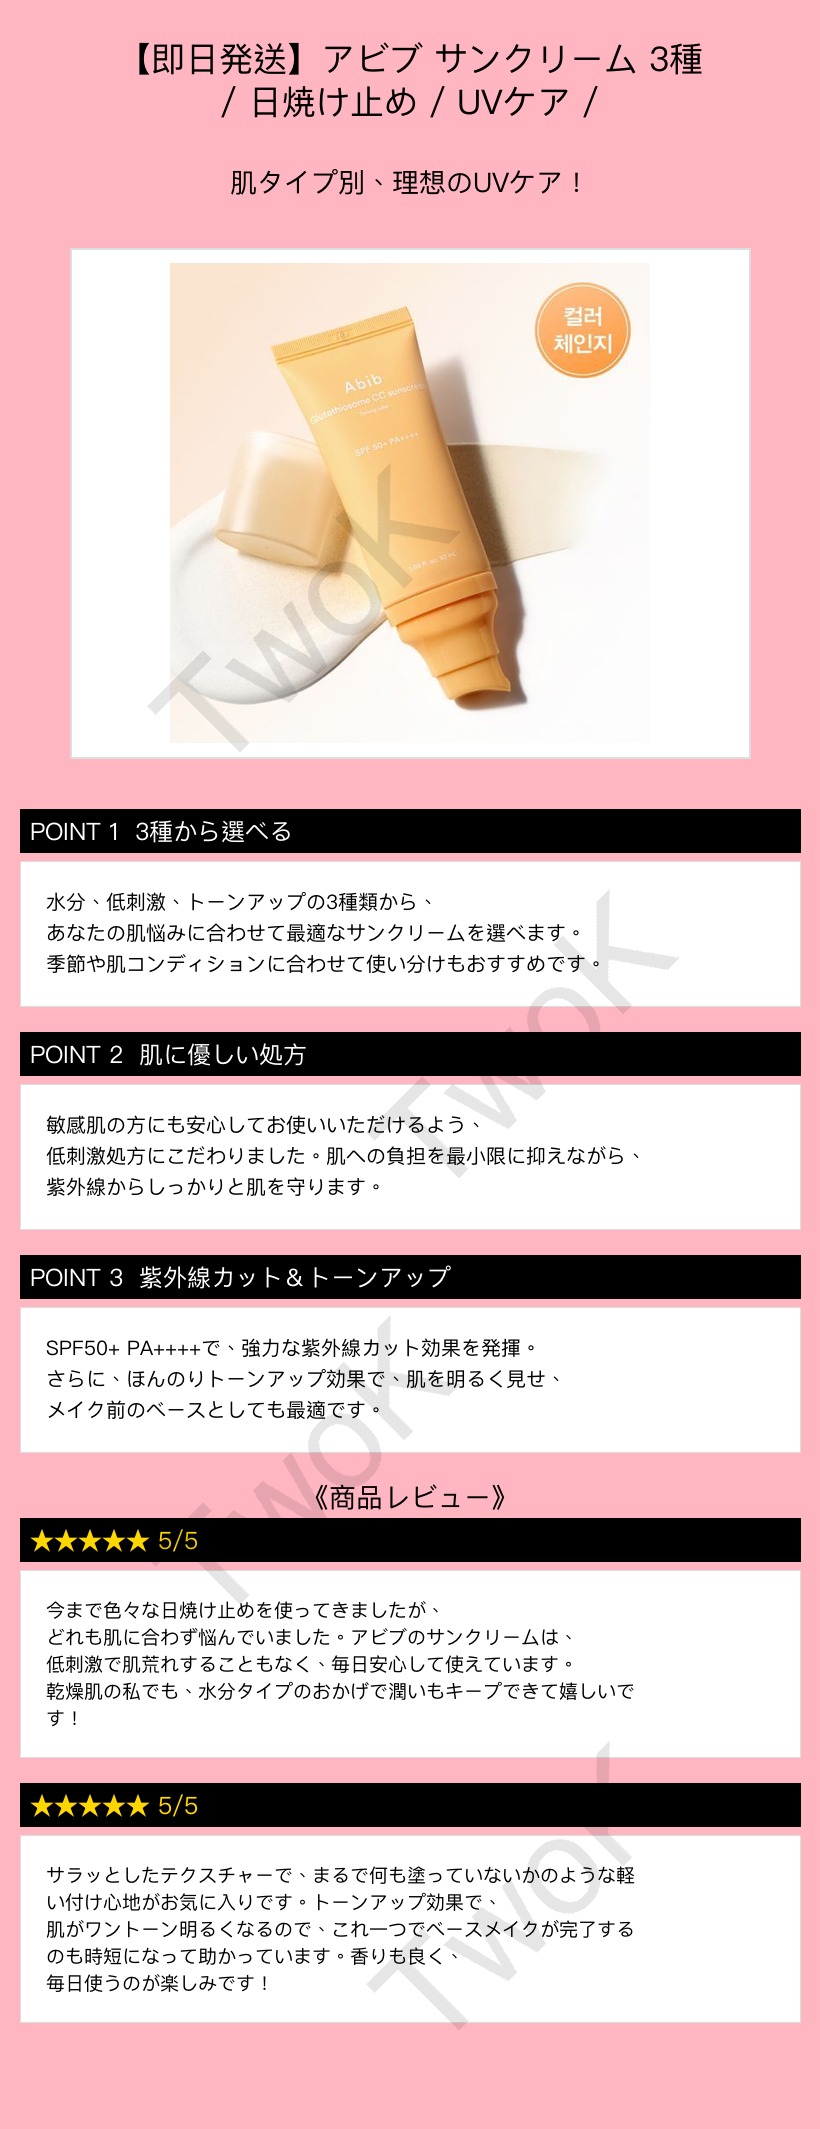 【即日発送】アビブ サンクリーム 3種
/ 日焼け止め / UVケア /
肌タイプ別、理想のUVケア！
컬러
체인지
Abib
Glutathiosome CC sunscreen
SPF 50+ PA++++
TwoK
POINT 1 3種から選べる
水分、低刺激、トーンアップの3種類から、
あなたの肌悩みに合わせて最適なサンクリームを選べます。
季節や肌コンディションに合わせて使い分けもおすすめです。
TwoK
POINT 2 肌に優しい処方
敏感肌の方にも安心してお使いいただけるよう、
低刺激処方にこだわりました。肌への負担を最小限に抑えながら、
紫外線からしっかりと肌を守ります。
POINT 3 紫外線カット＆トーンアップ
SPF50+ PA++++で、強力な紫外線カット効果を発揮。
さらに、ほんのりトーンアップ効果で、肌を明るく見せ、
メイク前のベースとしても最適です。
TwoK
《商品レビュー》
★★★★★ 5/5
今まで色々な日焼け止めを使ってきましたが、
どれも肌に合わず悩んでいました。アビブのサンクリームは、
低刺激で肌荒れすることもなく、毎日安心して使えています。
乾燥肌の私でも、水分タイプのおかげで潤いもキープできて嬉しいで
す！
★★★★★ 5/5
サラッとしたテクスチャーで、まるで何も塗っていないかのような軽
い付け心地がお気に入りです。トーンアップ効果で、
肌がワントーン明るくなるので、これ一つでベースメイクが完了する
のも時短になって助かっています。香りも良く、
毎日使うのが楽しみです！
TwoK